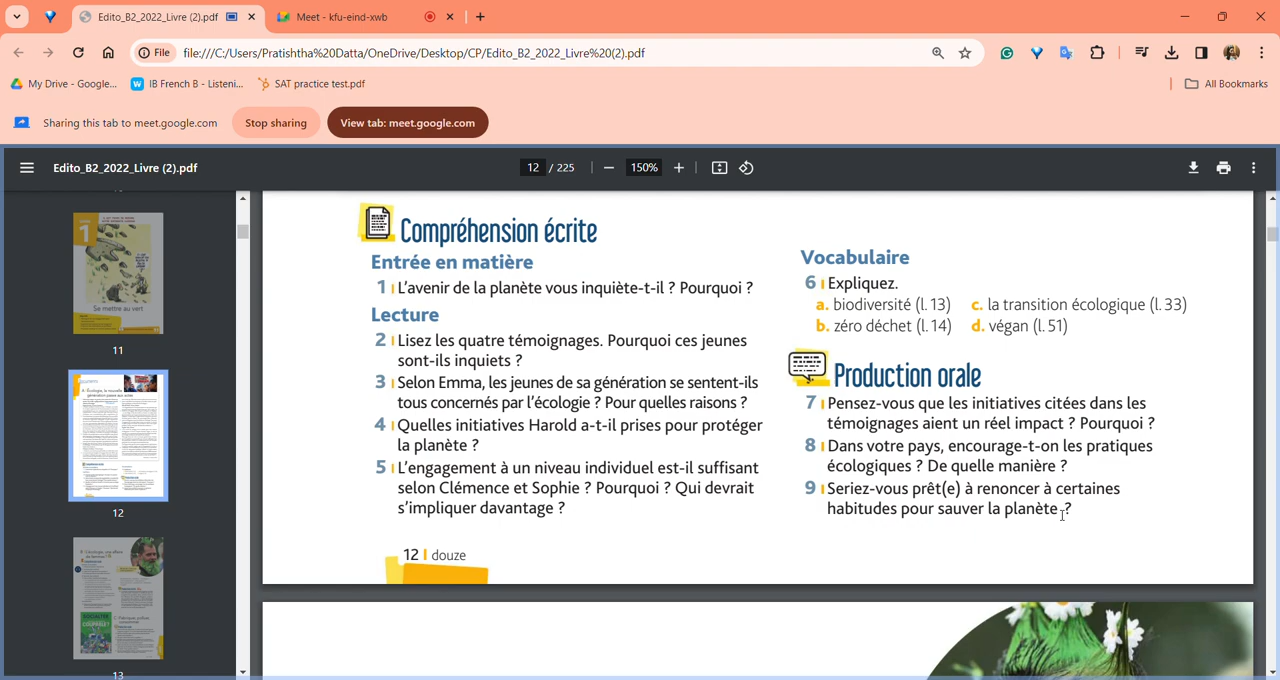 Edito_B2_2022_Livre (2).pdf
Meet - kfu-eind-xwb
File
file:///C:/Users/Pratishtha%20Datta/OneDrive/Desktop/CP/Edito_B2_2022_Livre%20(2).pdf
My Drive - Google...
IB French B - Listeni...
SAT practice test.pdf
All Bookmarks
Sharing this tab to meet.google.com
Stop sharing
View tab: meet.google.com
Edito_B2_2022_Livre (2).pdf
12 / 225
150%
1
Se mettre au vert
11
12
13
Compréhension écrite
Entrée en matière
1 L'avenir de la planète vous inquiète-t-il ? Pourquoi ?
Lecture
2 Lisez les quatre témoignages. Pourquoi ces jeunes
sont-ils inquiets ?
3 Selon Emma, les jeunes de sa génération se sentent-ils
tous concernés par l'écologie ? Pour quelles raisons ?
4 Quelles initiatives Harold a-t-il prises pour protéger
la planète ?
5 L'engagement à un niveau individuel est-il suffisant
selon Clémence et Sophie ? Pourquoi ? Qui devrait
s'impliquer davantage ?
12 douze
Vocabulaire
6 Expliquez.
a. biodiversité (l. 13) c. la transition écologique (l. 33)
b. zéro déchet (l. 14) d. végan (l. 51)
Production orale
7 Pensez-vous que les initiatives citées dans les
témoignages aient un réel impact ? Pourquoi ?
8 Dans votre pays, encourage-t-on les pratiques
écologiques ? De quelle manière ?
9 Seriez-vous prêt(e) à renoncer à certaines
habitudes pour sauver la planète ?